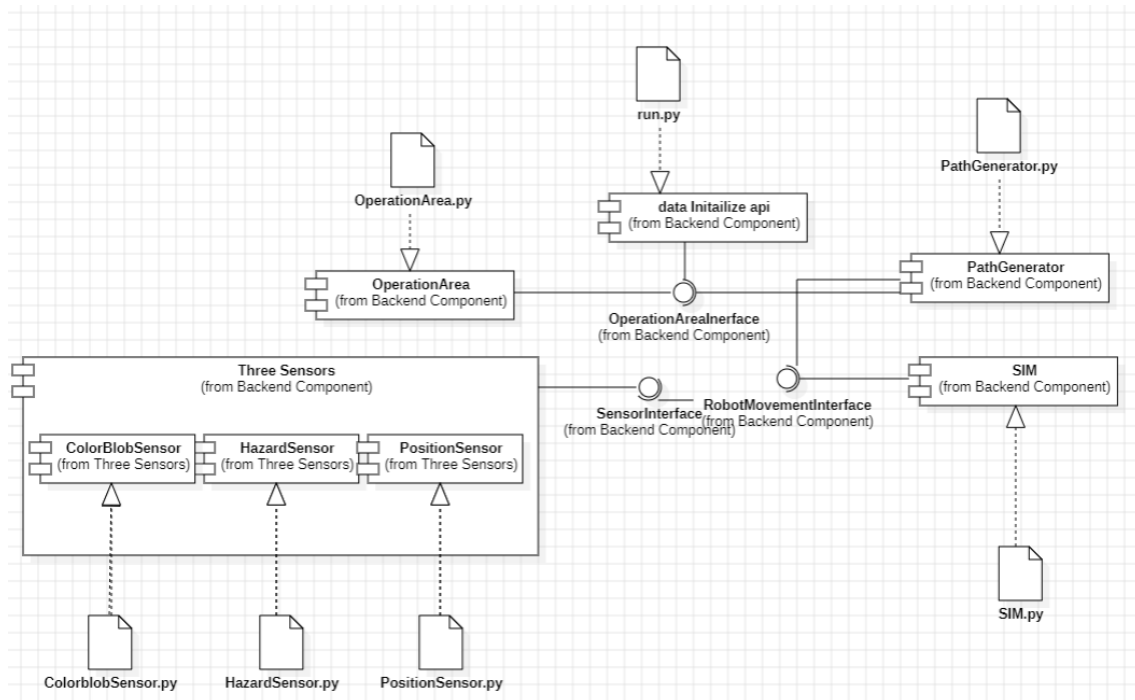 run.py
PathGenerator.py
OperationArea.py
data Initailize api
(from Backend Component)
PathGenerator
(from Backend Component)
OperationArea
(from Backend Component)
OperationAreaInerface
(from Backend Component)
Three Sensors
(from Backend Component)
SIM
(from Backend Component)
SensorInterface
(from Backend Component)
RobotMovementInterface
(from Backend Component)
ColorBlobSensor
(from Three Sensors)
HazardSensor
(from Three Sensors)
PositionSensor
(from Three Sensors)
SIM.py
ColorblobSensor.py
HazardSensor.py
PositionSensor.py